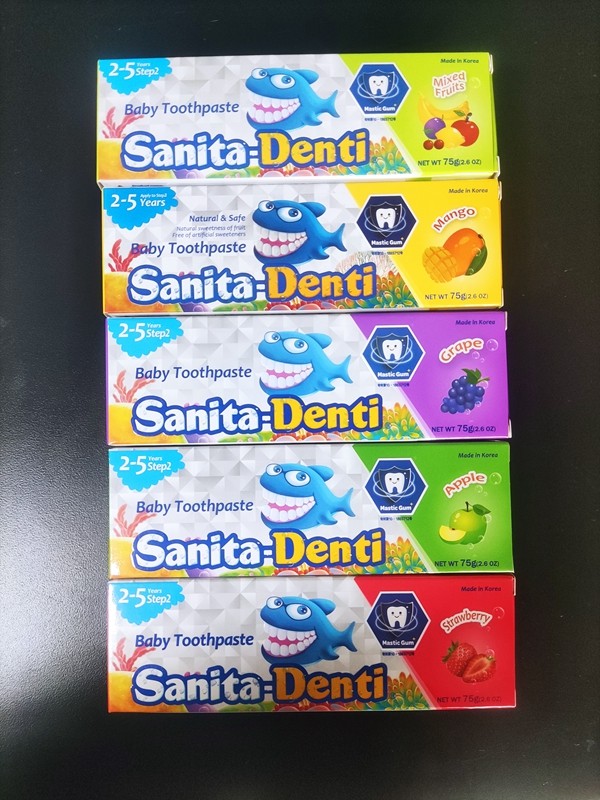 2-5 Years
Step2
Made in Korea
Mixed
Fruits
Baby Toothpaste
Mastic Gum
Sanita-Denti
NET WT 75g(2.6 OZ)
2-5 Apply to Step2
Years
Made in Korea
Natural & Safe
Natural sweetness of fruit
Free of artificial sweeteners
Mango
Baby Toothpaste
Mastic Gum
Sanita-Denti
NET WT 75g(2.6 OZ)
2-5 Years
Step2
Made in Korea
Grape
Baby Toothpaste
Mastic Gum
Sanita-Denti
NET WT 75g(2.6 OZ)
2-5 Years
Step2
Made in Korea
Apple
Baby Toothpaste
Mastic Gum
Sanita-Denti
NET WT 75g(2.6 OZ)
2-5 Years
Step2
Made in Korea
Strawberry
Baby Toothpaste
Mastic Gum
Sanita-Denti
NET WT 75g(2.6 OZ)